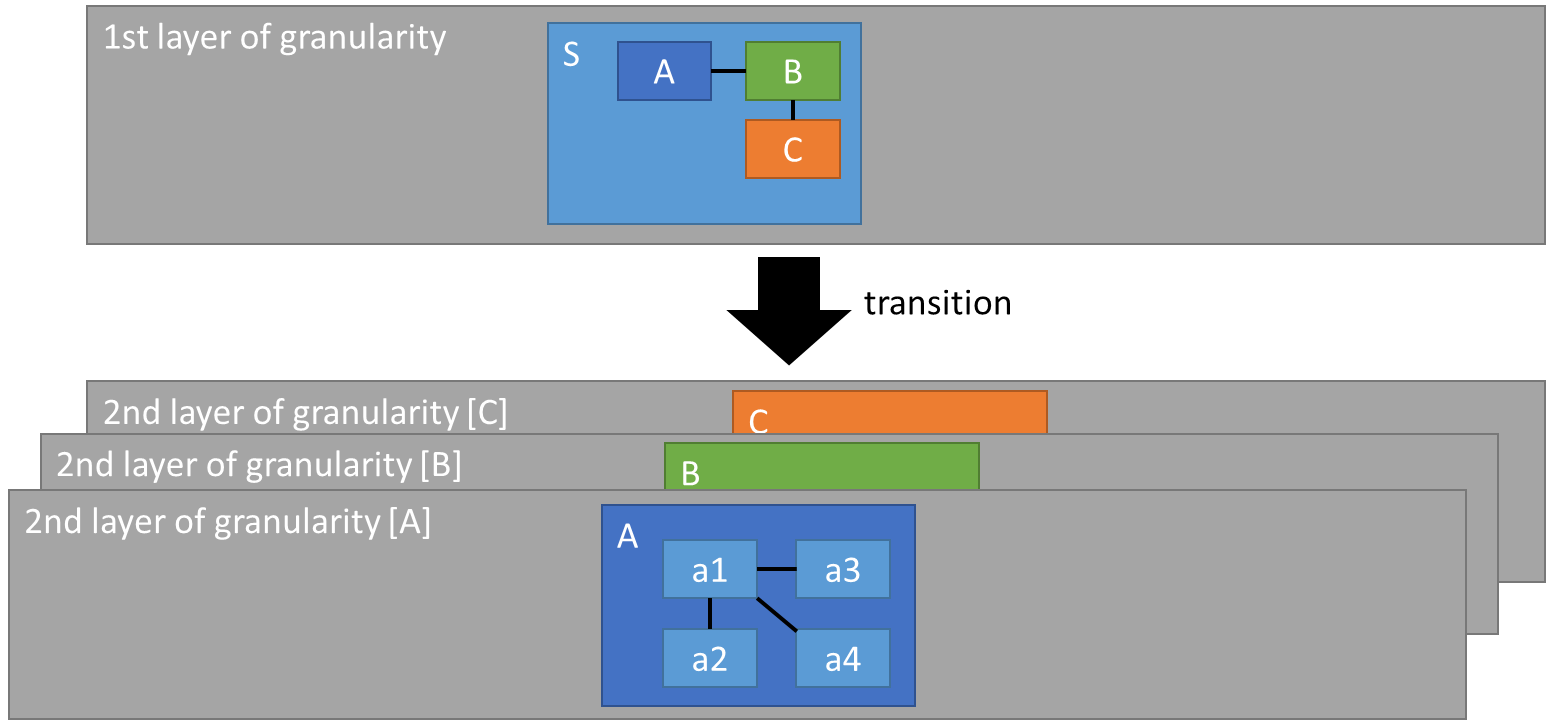 1st layer of granularity
S
A
B
C
transition
2nd layer of granularity [C]
C
2nd layer of granularity [B]
B
2nd layer of granularity [A]
A
a1
a3
a2
a4